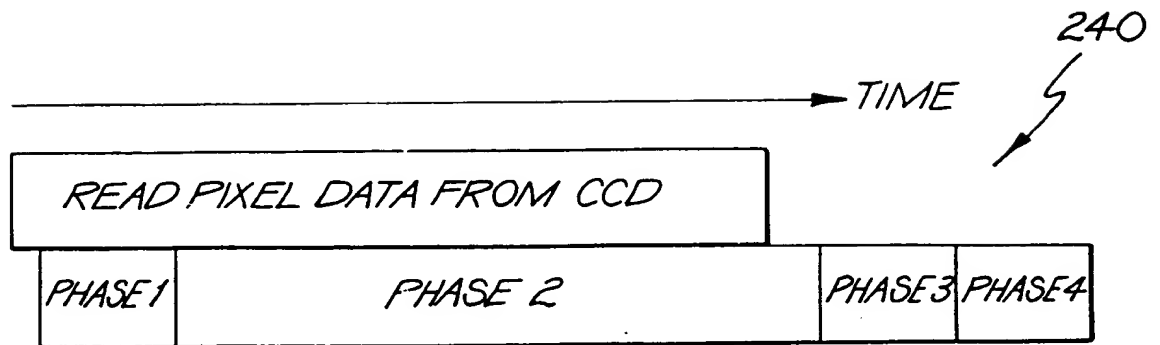 240
TIME
READ PIXEL DATA FROM CCD
PHASE 1 PHASE 2 PHASE 3 PHASE 4